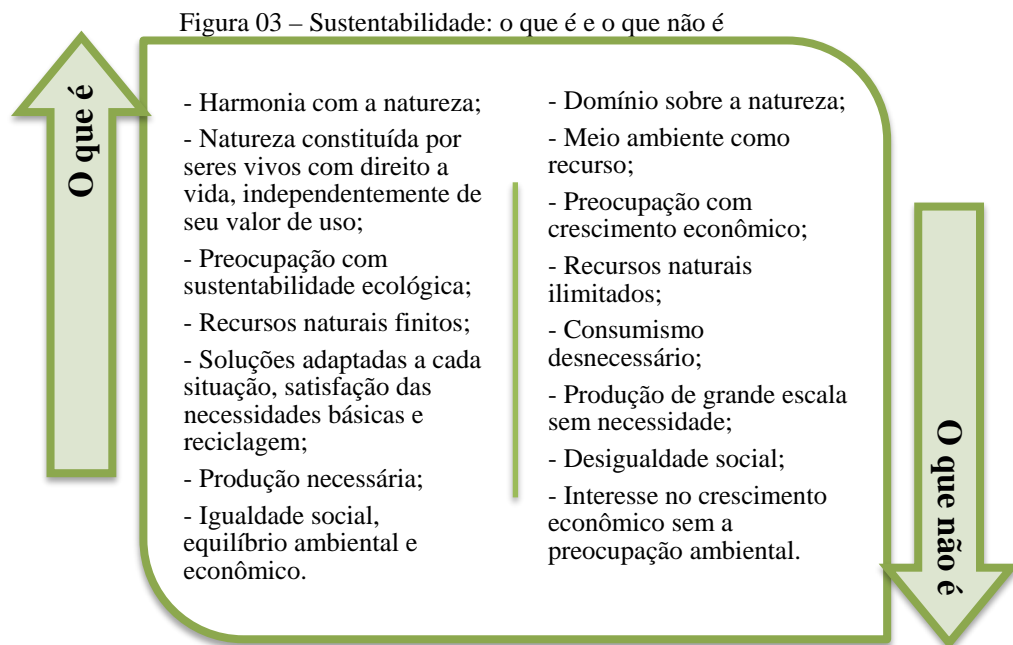 Figura 03 – Sustentabilidade: o que é e o que não é
O que é
- Harmonia com a natureza;
- Natureza constituída por
seres vivos com direito a
vida, independentemente de
seu valor de uso;
- Preocupação com
sustentabilidade ecológica;
- Recursos naturais finitos;
- Soluções adaptadas a cada
situação, satisfação das
necessidades básicas e
reciclagem;
- Produção necessária;
- Igualdade social,
equilíbrio ambiental e
econômico.
- Domínio sobre a natureza;
- Meio ambiente como
recurso;
- Preocupação com
crescimento econômico;
- Recursos naturais
ilimitados;
- Consumismo
desnecessário;
- Produção de grande escala
sem necessidade;
- Desigualdade social;
- Interesse no crescimento
econômico sem a
preocupação ambiental.
O que não é